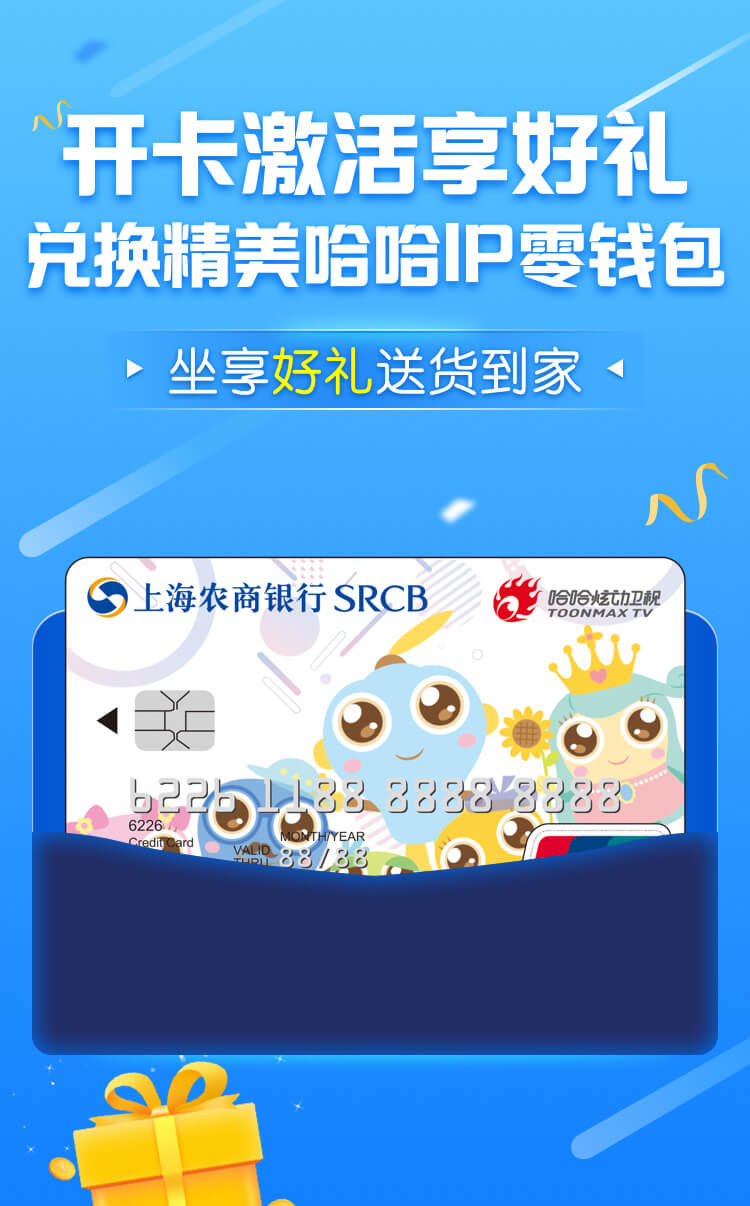 开卡激活享好礼
兑换精美哈哈IP零钱包
坐享好礼送货到家
上海农商银行 SRCB
哈哈炫动卫视
TOONMAX TV
6226 1188 8888 8888
6226
Credit Card
MONTH/YEAR
VALID
THRU 88/88